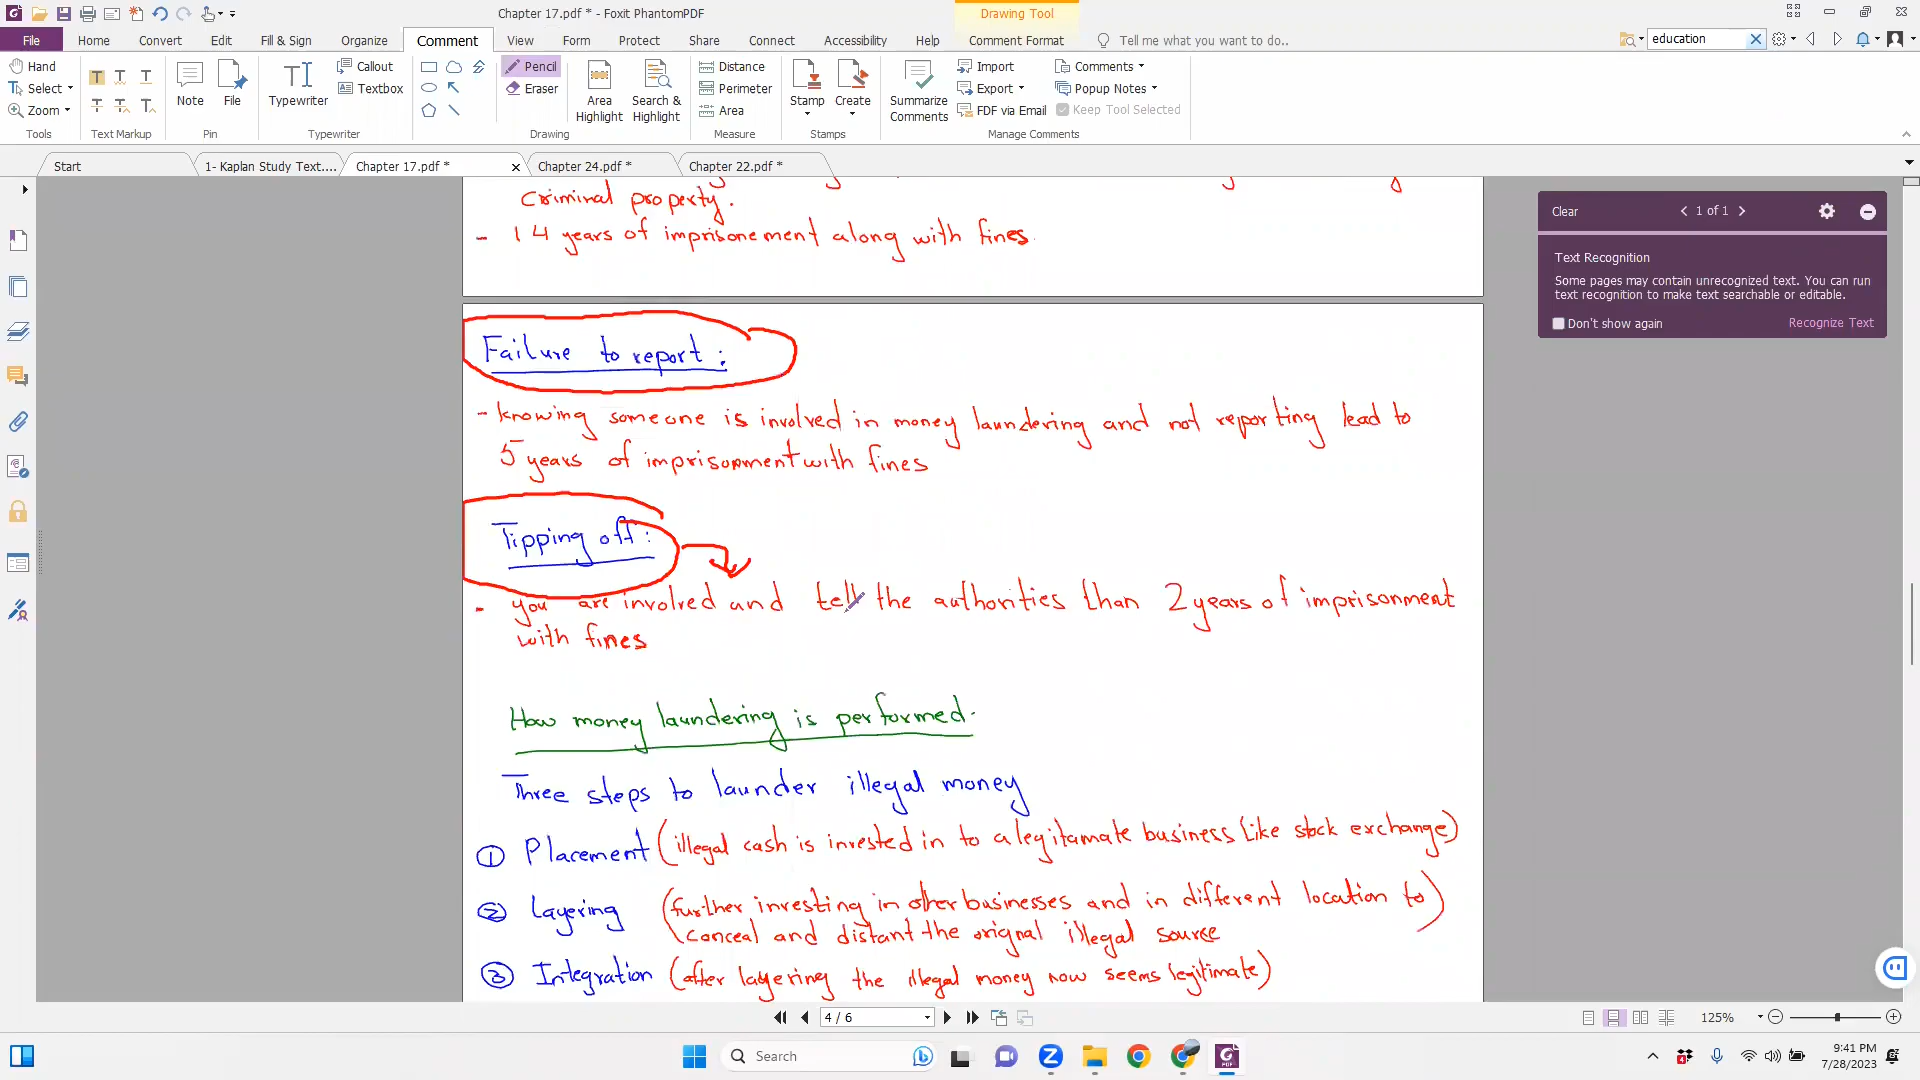 Chapter 17.pdf * - Foxit PhantomPDF
Drawing Tool
File Home Convert Edit Fill & Sign Organize Comment View Form Protect Share Connect Accessibility Help Comment Format Tell me what you want to do.. education
Hand
Select
Zoom
Tools
Text Markup
Note
File
Pin
Typewriter
Callout
Textbox
Typewriter
Pencil
Eraser
Area Highlight
Search & Highlight
Drawing
Distance
Perimeter
Area
Measure
Stamp
Create
Stamps
Summarize Comments
Import
Export
FDF via Email
Comments
Popup Notes
Keep Tool Selected
Manage Comments
Start 1- Kaplan Study Text.... Chapter 17.pdf * Chapter 24.pdf * Chapter 22.pdf *
Criminal property.
- 14 years of imprisonement along with fines.
Failure to report:
- knowing someone is involved in money laundering and not reporting lead to
5 years of imprisonment with fines
Tipping off:
- you are involved and tell the authorities than 2 years of imprisonment
with fines
How money laundering is performed.
Three steps to launder illegal money
① Placement (illegal cash is invested in to a legitamate business like stock exchange)
② Layering (further investing in other businesses and in different location to)
conceal and distant the orignal illegal source
③ Integration (after layering the illegal money now seems legitimate)
Clear 1 of 1
Text Recognition
Some pages may contain unrecognized text. You can run
text recognition to make text searchable or editable.
Don't show again Recognize Text
4 / 6
125%
Search
9:41 PM
7/28/2023